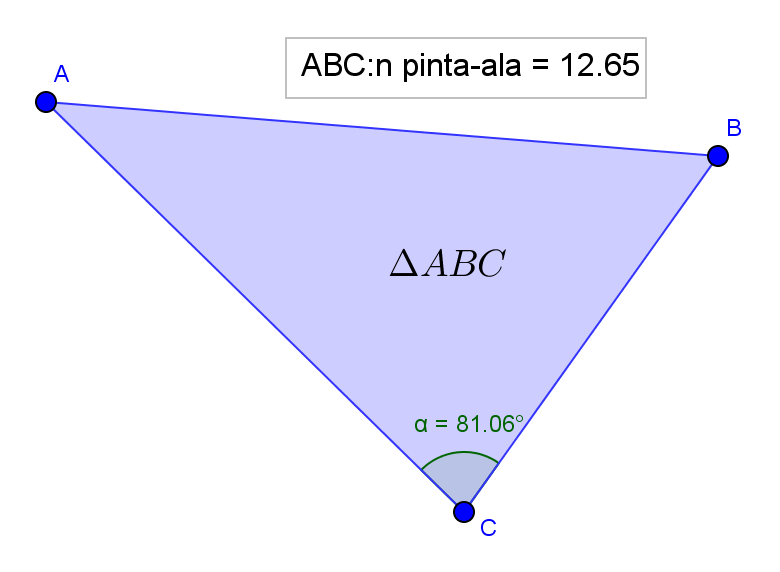 ABC:n pinta-ala = 12.65
A
B
ΔABC
α = 81.06°
C